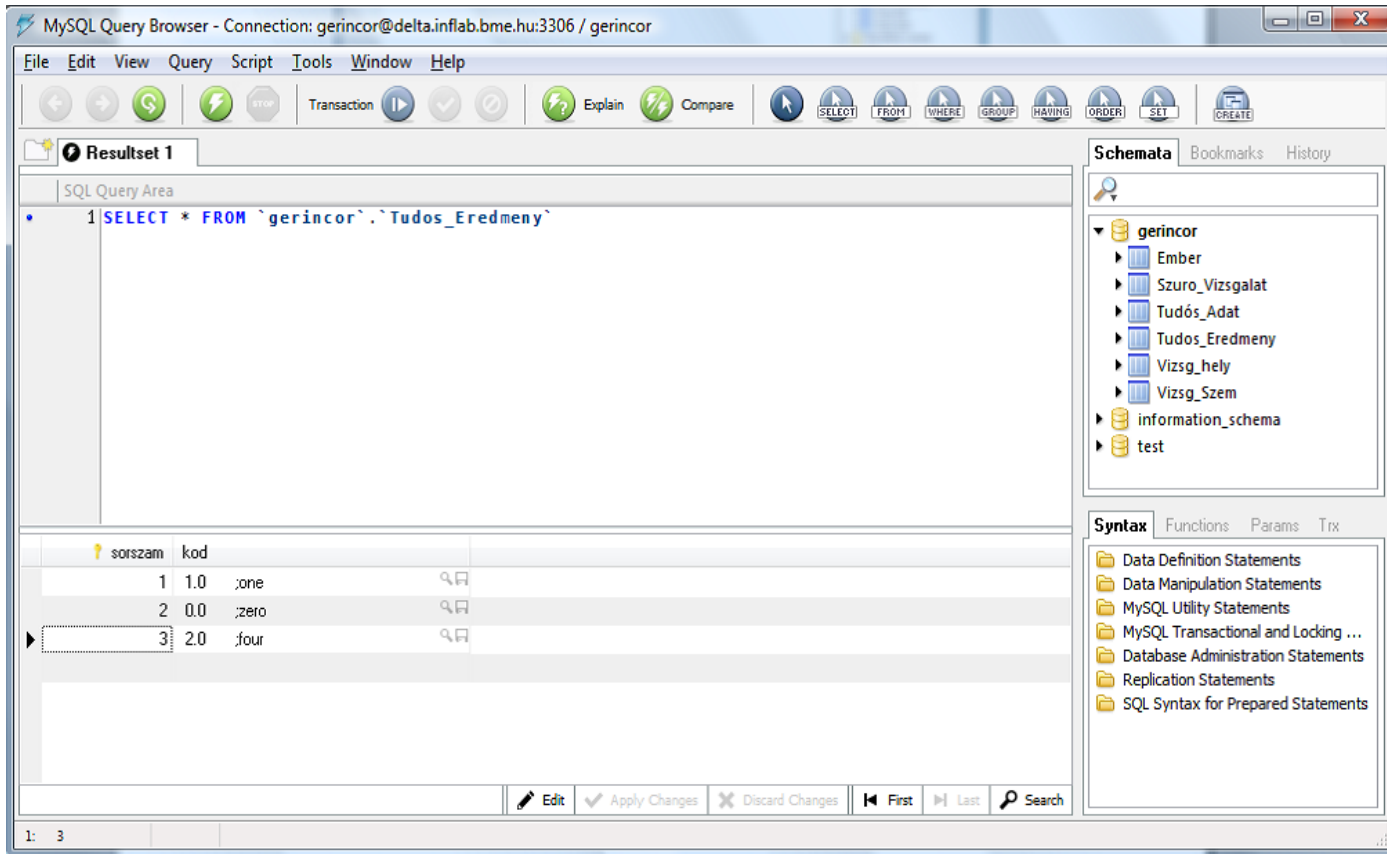 MySQL Query Browser - Connection: gerincor@delta.inflab.bme.hu:3306 / gerincor
File Edit View Query Script Tools Window Help
STOP Transaction Explain Compare SELECT FROM WHERE GROUP HAVING ORDER SET CREATE
Resultset 1
SQL Query Area
1 SELECT * FROM `gerincor`.`Tudos_Eredmeny`
sorszam kod
1 1.0 ;one
2 0.0 ;zero
3 2.0 ;four
Edit Apply Changes Discard Changes First Last Search
1: 3
Schemata Bookmarks History
gerincor
Ember
Szuro_Vizsgalat
Tudós_Adat
Tudos_Eredmeny
Vizsg_hely
Vizsg_Szem
information_schema
test
Syntax Functions Params Trx
Data Definition Statements
Data Manipulation Statements
MySQL Utility Statements
MySQL Transactional and Locking ...
Database Administration Statements
Replication Statements
SQL Syntax for Prepared Statements